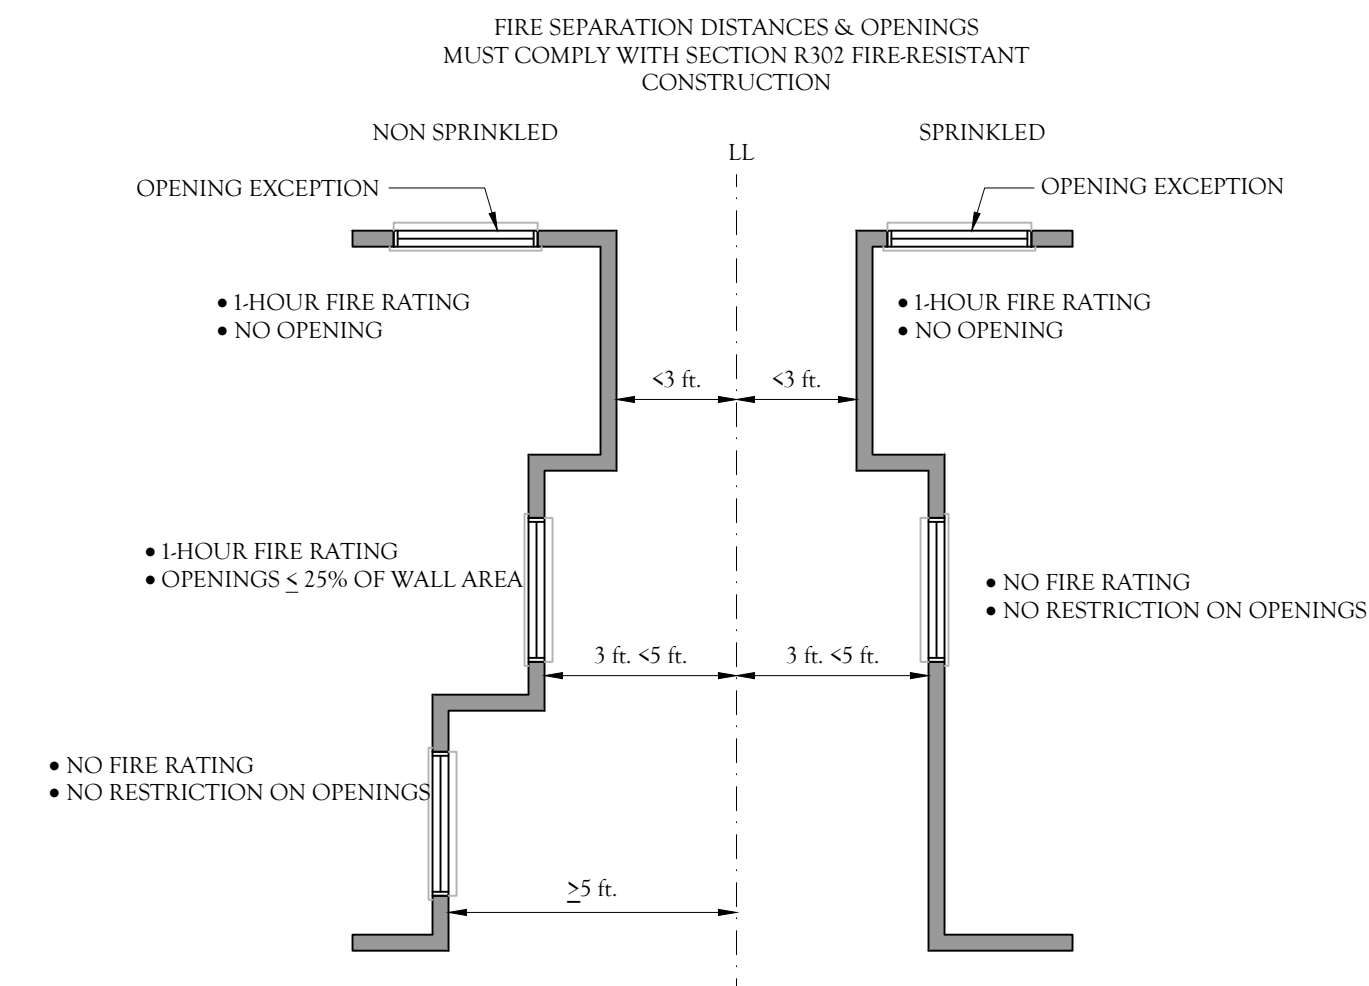 FIRE SEPARATION DISTANCES & OPENINGS
MUST COMPLY WITH SECTION R302 FIRE-RESISTANT
CONSTRUCTION
NON SPRINKLED
SPRINKLED
LL
OPENING EXCEPTION
OPENING EXCEPTION
• 1-HOUR FIRE RATING
• NO OPENING
• 1-HOUR FIRE RATING
• NO OPENING
<3 ft.
<3 ft.
• 1-HOUR FIRE RATING
• OPENINGS ≤ 25% OF WALL AREA
• NO FIRE RATING
• NO RESTRICTION ON OPENINGS
3 ft. <5 ft.
3 ft. <5 ft.
• NO FIRE RATING
• NO RESTRICTION ON OPENINGS
≥5 ft.